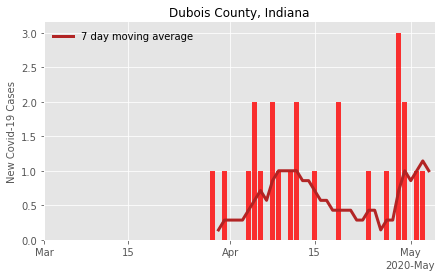 Dubois County, Indiana
7 day moving average
New Covid-19 Cases
3.0
2.5
2.0
1.5
1.0
0.5
0.0
Mar
15
Apr
15
May
2020-May